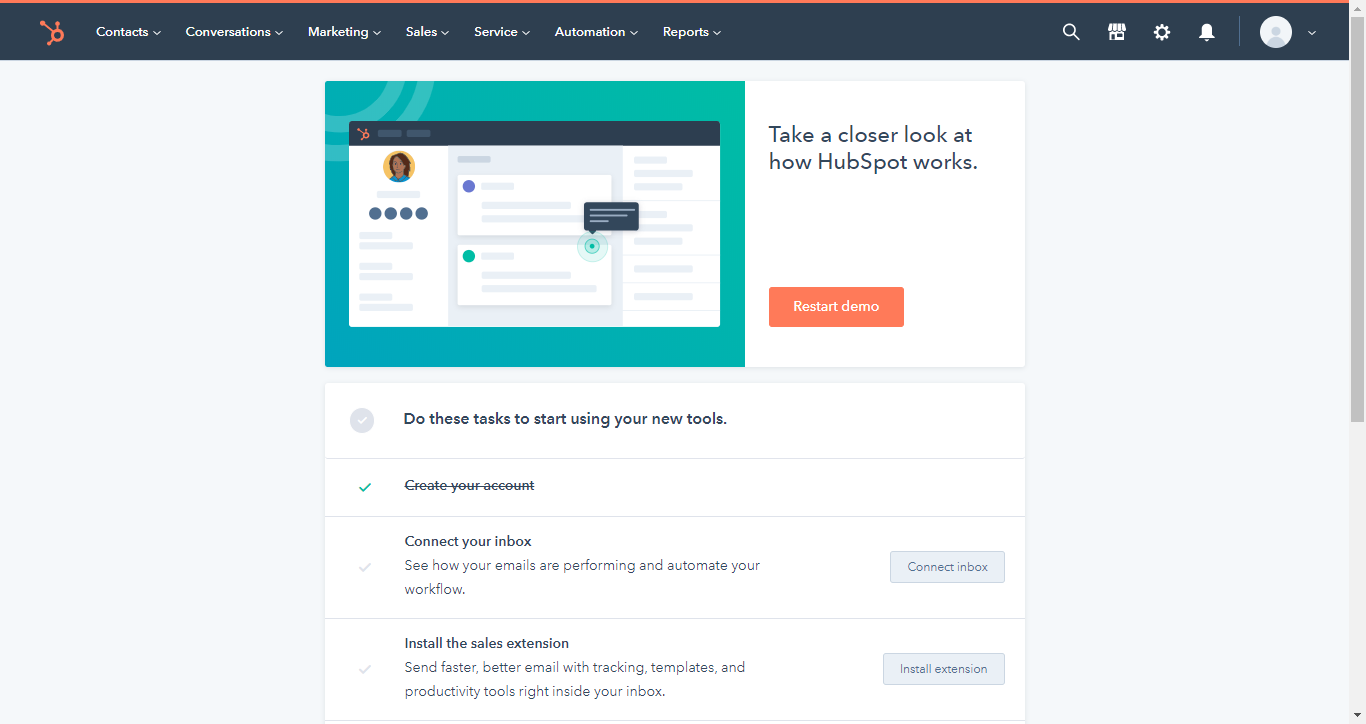 Contacts Conversations Marketing Sales Service Automation Reports
Take a closer look at
how HubSpot works.
Restart demo
Do these tasks to start using your new tools.
Create your account
Connect your inbox
See how your emails are performing and automate your
workflow.
Connect inbox
Install the sales extension
Send faster, better email with tracking, templates, and
productivity tools right inside your inbox.
Install extension